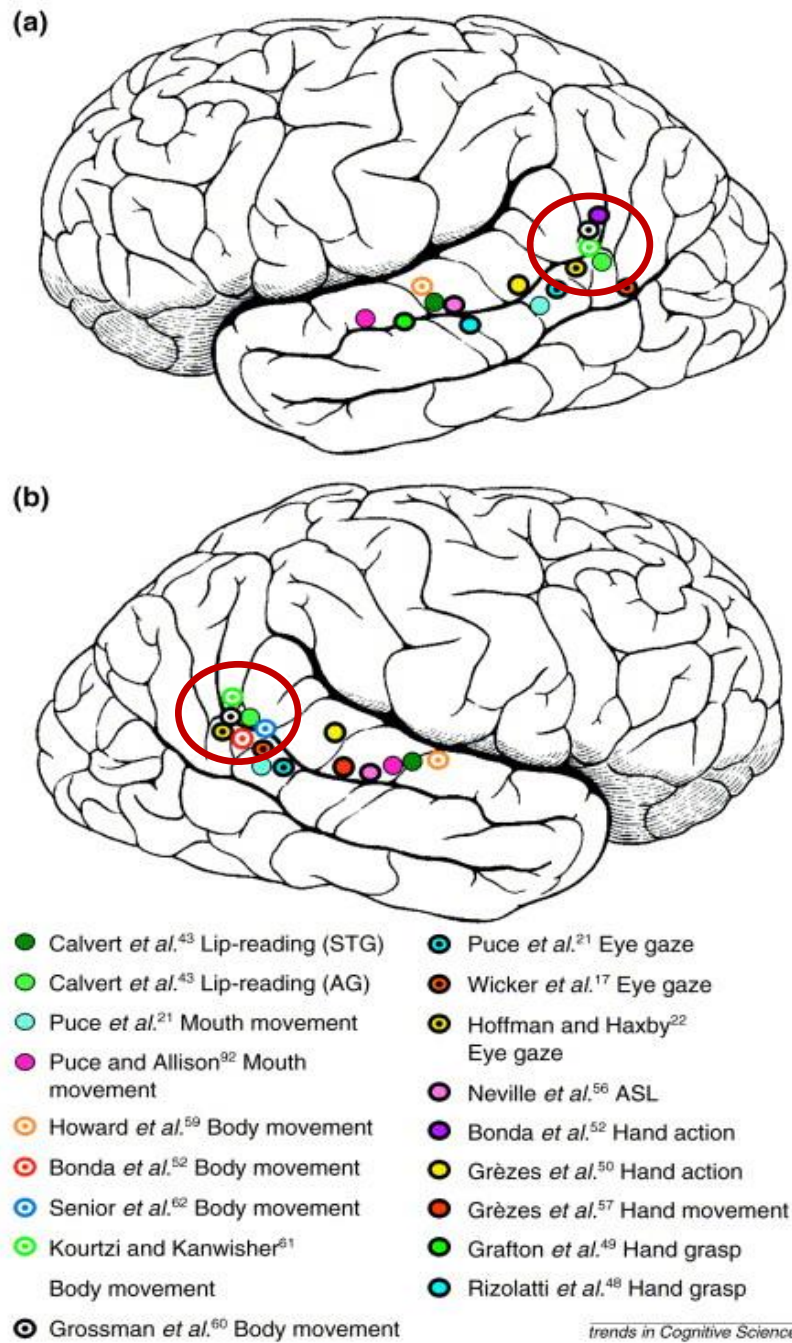 (a)
(b)
Calvert et al.43 Lip-reading (STG)
Calvert et al.43 Lip-reading (AG)
Puce et al.21 Mouth movement
Puce and Allison92 Mouth
movement
Howard et al.59 Body movement
Bonda et al.52 Body movement
Senior et al.62 Body movement
Kourtzi and Kanwisher61
Body movement
Grossman et al.60 Body movement
Puce et al.21 Eye gaze
Wicker et al.17 Eye gaze
Hoffman and Haxby22
Eye gaze
Neville et al.56 ASL
Bonda et al.52 Hand action
Grèzes et al.50 Hand action
Grèzes et al.57 Hand movement
Grafton et al.49 Hand grasp
Rizolatti et al.48 Hand grasp
trends in Cognitive Science